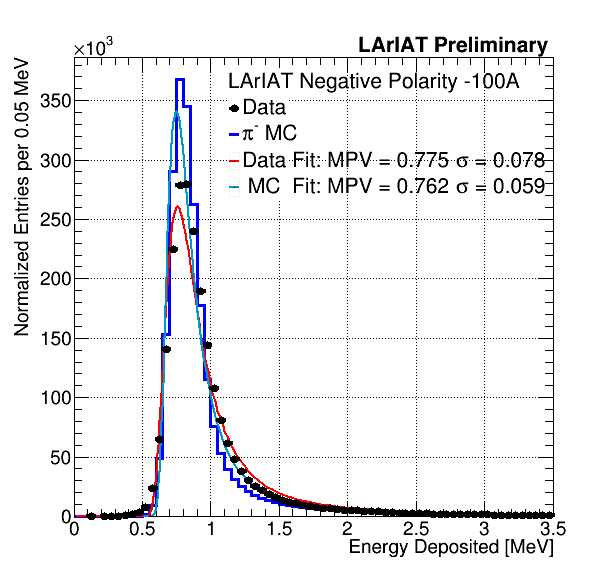 LArIAT Preliminary
×10³
LArIAT Negative Polarity -100A
Data
π⁻ MC
Data Fit: MPV = 0.775 σ = 0.078
MC Fit: MPV = 0.762 σ = 0.059
Normalized Entries per 0.05 MeV
350
300
250
200
150
100
50
0
0 0.5 1 1.5 2 2.5 3 3.5
Energy Deposited [MeV]